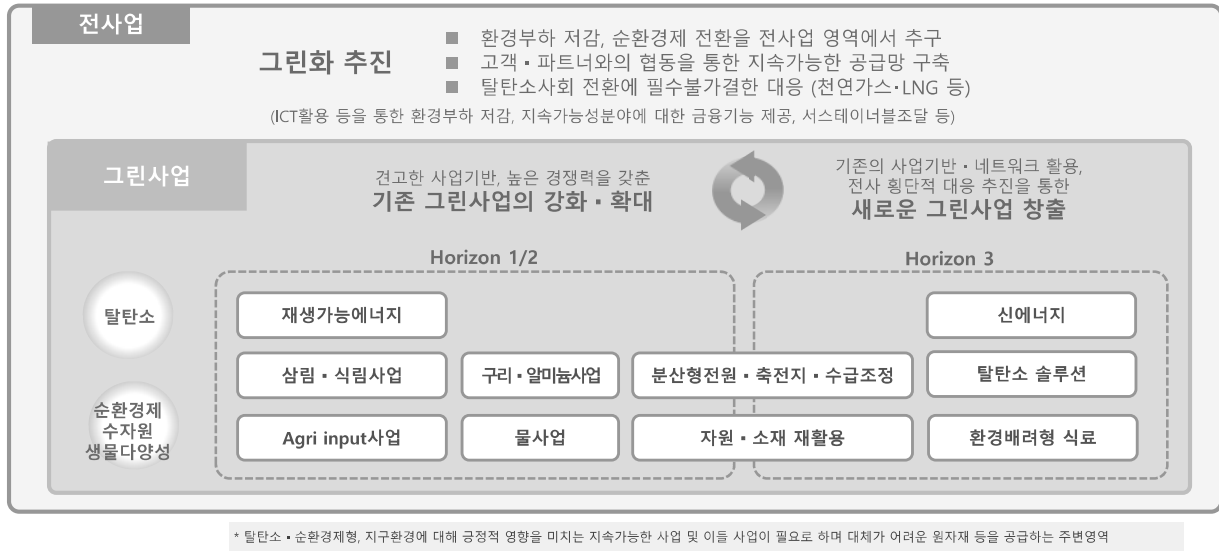 전사업
그린화 추진
■ 환경부하 저감, 순환경제 전환을 전사업 영역에서 추구
■ 고객・파트너와의 협동을 통한 지속가능한 공급망 구축
■ 탈탄소사회 전환에 필수불가결한 대응 (천연가스・LNG 등)
(ICT활용 등을 통한 환경부하 저감, 지속가능성분야에 대한 금융기능 제공, 서스테이너블조달 등)
그린사업
견고한 사업기반, 높은 경쟁력을 갖춘
기존 그린사업의 강화・확대
기존의 사업기반・네트워크 활용,
전사 횡단적 대응 추진을 통한
새로운 그린사업 창출
Horizon 1/2
Horizon 3
탈탄소
재생가능에너지
신에너지
삼림・식림사업
구리・알미늄사업
분산형전원・축전지・수급조정
탈탄소 솔루션
순환경제
수자원
생물다양성
Agri input사업
물사업
자원・소재 재활용
환경배려형 식료
* 탈탄소・순환경제형, 지구환경에 대해 긍정적 영향을 미치는 지속가능한 사업 및 이들 사업이 필요로 하며 대체가 어려운 원자재 등을 공급하는 주변영역